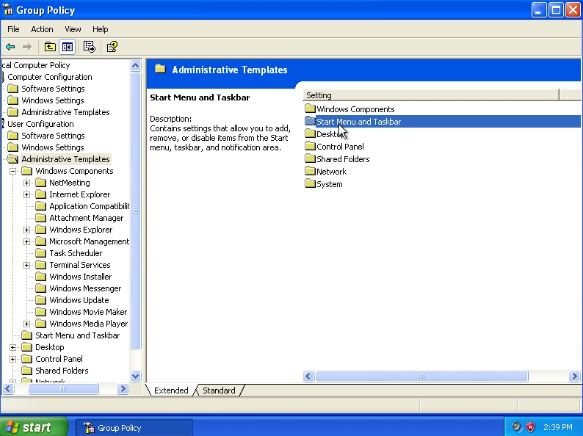 Group Policy
File Action View Help
cal Computer Policy
Computer Configuration
Software Settings
Windows Settings
Administrative Templates
User Configuration
Software Settings
Windows Settings
Administrative Templates
Windows Components
NetMeeting
Internet Explorer
Application Compatibilit
Attachment Manager
Windows Explorer
Microsoft Management
Task Scheduler
Terminal Services
Windows Installer
Windows Messenger
Windows Update
Windows Movie Maker
Windows Media Player
Start Menu and Taskbar
Desktop
Control Panel
Shared Folders
Network
Administrative Templates
Start Menu and Taskbar
Description:
Contains settings that allow you to add,
remove, or disable items from the Start
menu, taskbar, and notification area.
Setting
Windows Components
Start Menu and Taskbar
Desktop
Control Panel
Shared Folders
Network
System
Extended Standard
start Group Policy 2:39 PM